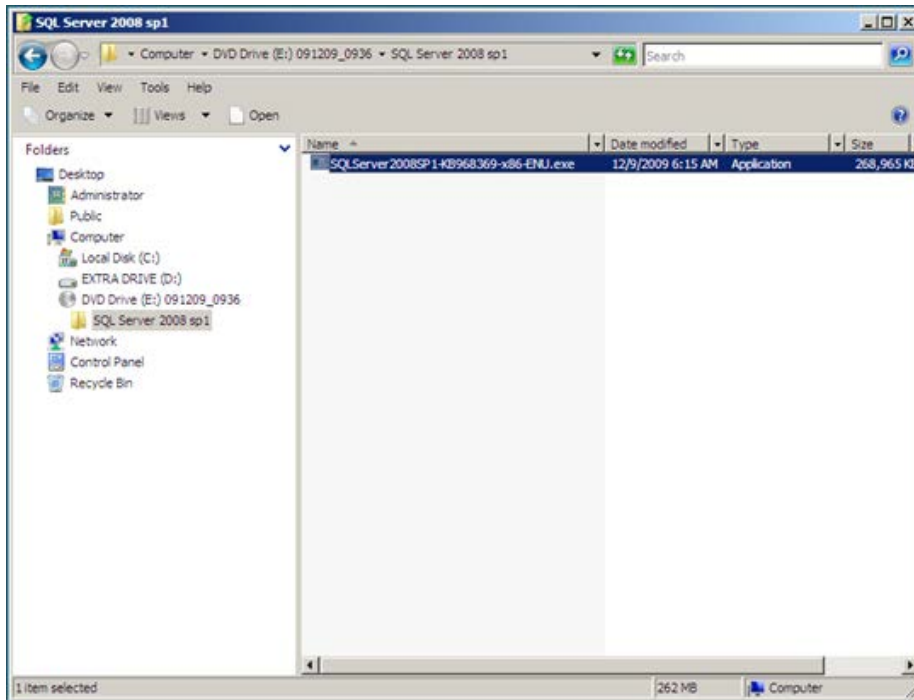 SQL Server 2008 sp1
Computer DVD Drive (E:) 091209_0936 SQL Server 2008 sp1 Search
File Edit View Tools Help
Organize Views Open
Folders
Desktop
Administrator
Public
Computer
Local Disk (C:)
EXTRA DRIVE (D:)
DVD Drive (E:) 091209_0936
SQL Server 2008 sp1
Network
Control Panel
Recycle Bin
Name Date modified Type Size
SQLServer2008SP1-KB968369-x86-ENU.exe 12/9/2009 6:15 AM Application 268,965 KB
1 item selected 262 MB Computer